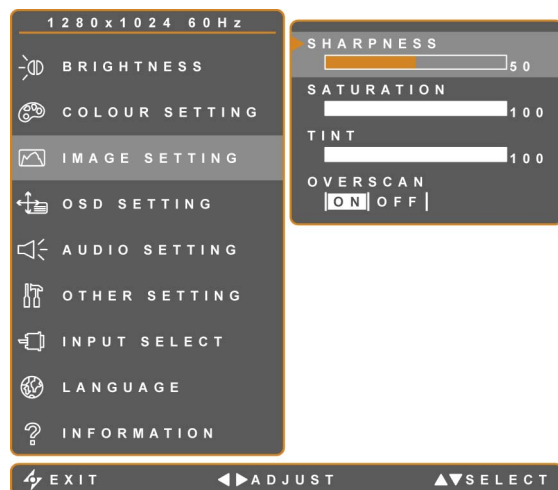 1280x1024 60Hz
BRIGHTNESS
COLOUR SETTING
IMAGE SETTING
OSD SETTING
AUDIO SETTING
OTHER SETTING
INPUT SELECT
LANGUAGE
INFORMATION
SHARPNESS
50
SATURATION
100
TINT
100
OVERSCAN
ON OFF
EXIT ADJUST SELECT